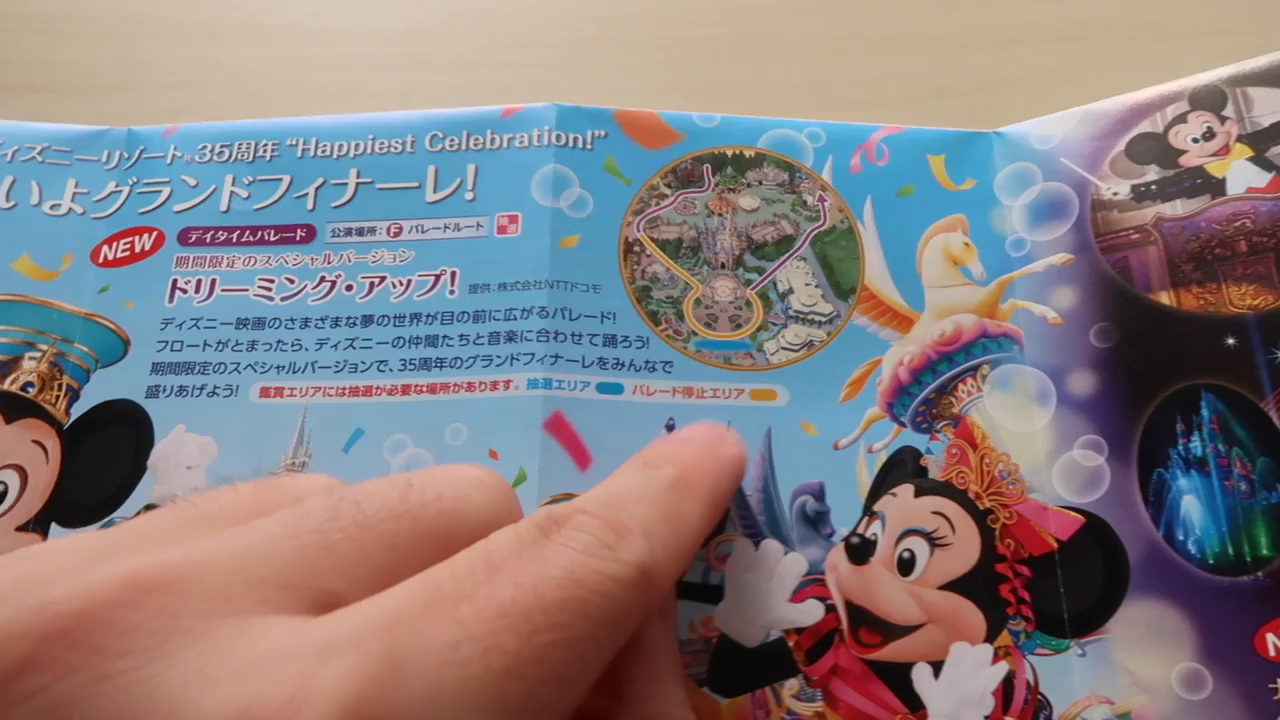 ィズニーリゾート®35周年 “Happiest Celebration!”
いよグランドフィナーレ!
NEW デイタイムパレード 公演場所: F パレードルート 抽選
期間限定のスペシャルバージョン
ドリーミング・アップ! 提供:株式会社NTTドコモ
ディズニー映画のさまざまな夢の世界が目の前に広がるパレード!
フロートがとまったら、ディズニーの仲間たちと音楽に合わせて踊ろう!
期間限定のスペシャルバージョンで、35周年のグランドフィナーレをみんなで
盛りあげよう! 鑑賞エリアには抽選が必要な場所があります。 抽選エリア パレード停止エリア